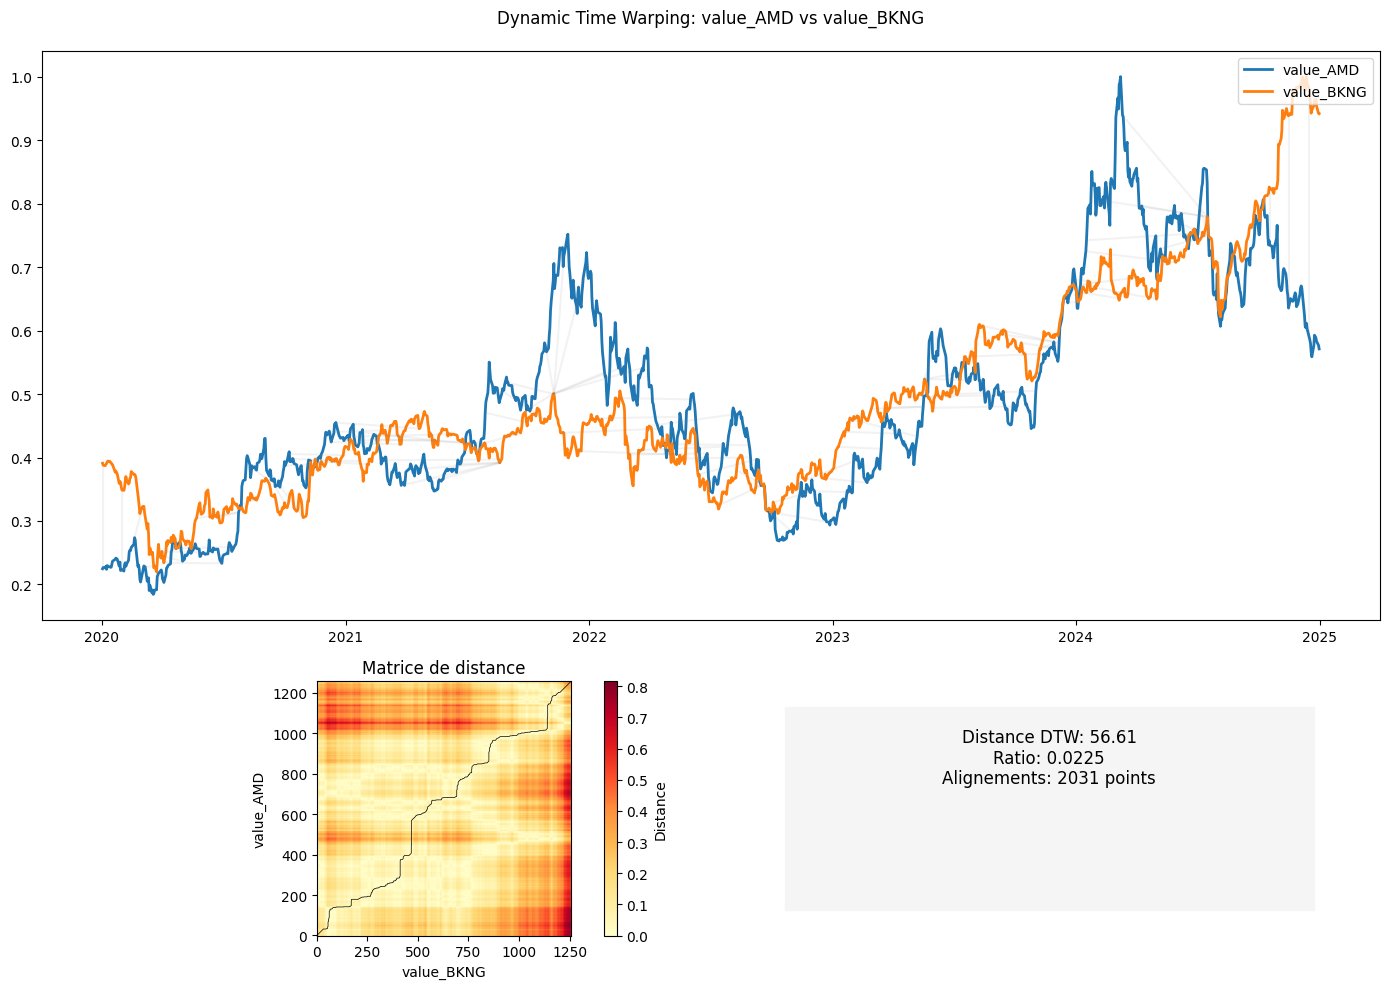 Dynamic Time Warping: value_AMD vs value_BKNG
value_AMD
value_BKNG
1.0
0.9
0.8
0.7
0.6
0.5
0.4
0.3
0.2
2020 2021 2022 2023 2024 2025
Matrice de distance
value_AMD
1200
1000
800
600
400
200
0
0 250 500 750 1000 1250
value_BKNG
0.8
0.7
0.6
0.5
0.4
0.3
0.2
0.1
0.0
Distance
Distance DTW: 56.61
Ratio: 0.0225
Alignements: 2031 points